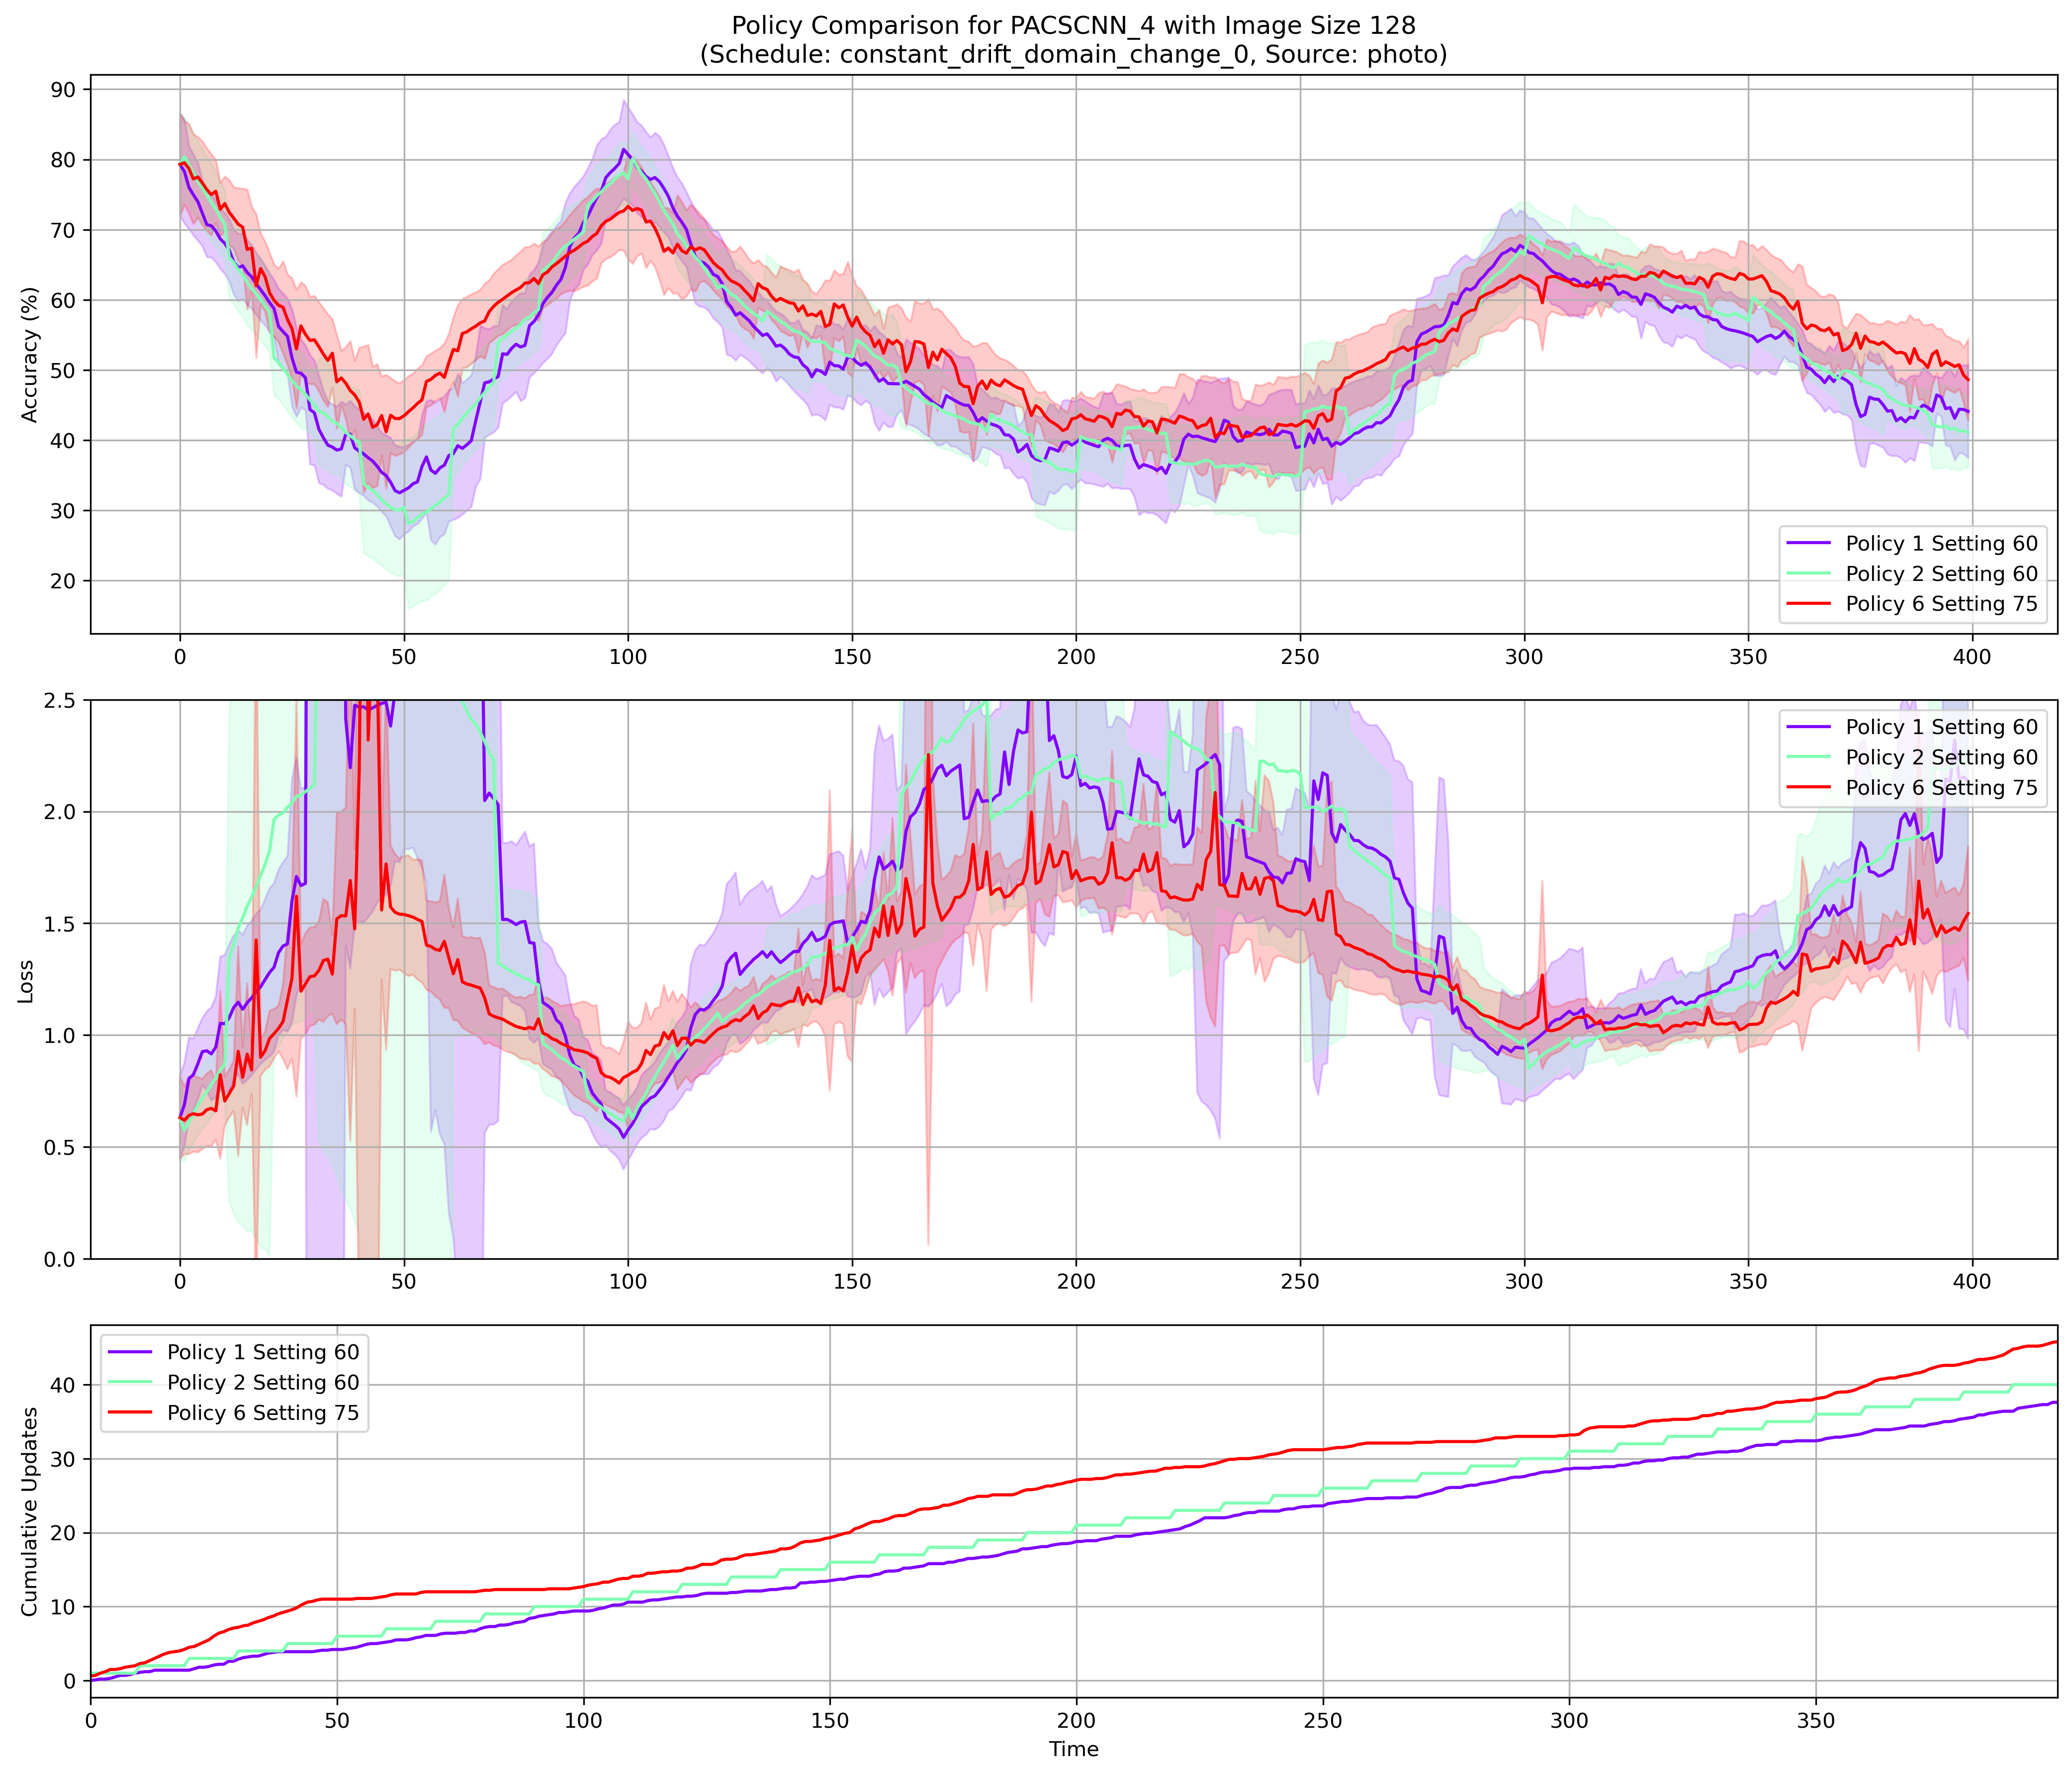 Policy Comparison for PACSCNN_4 with Image Size 128
(Schedule: constant_drift_domain_change_0, Source: photo)
Accuracy (%)
90
80
70
60
50
40
30
20
0 50 100 150 200 250 300 350 400
Policy 1 Setting 60
Policy 2 Setting 60
Policy 6 Setting 75
Loss
2.5
2.0
1.5
1.0
0.5
0.0
0 50 100 150 200 250 300 350 400
Policy 1 Setting 60
Policy 2 Setting 60
Policy 6 Setting 75
Cumulative Updates
40
30
20
10
0
0 50 100 150 200 250 300 350
Policy 1 Setting 60
Policy 2 Setting 60
Policy 6 Setting 75
Time